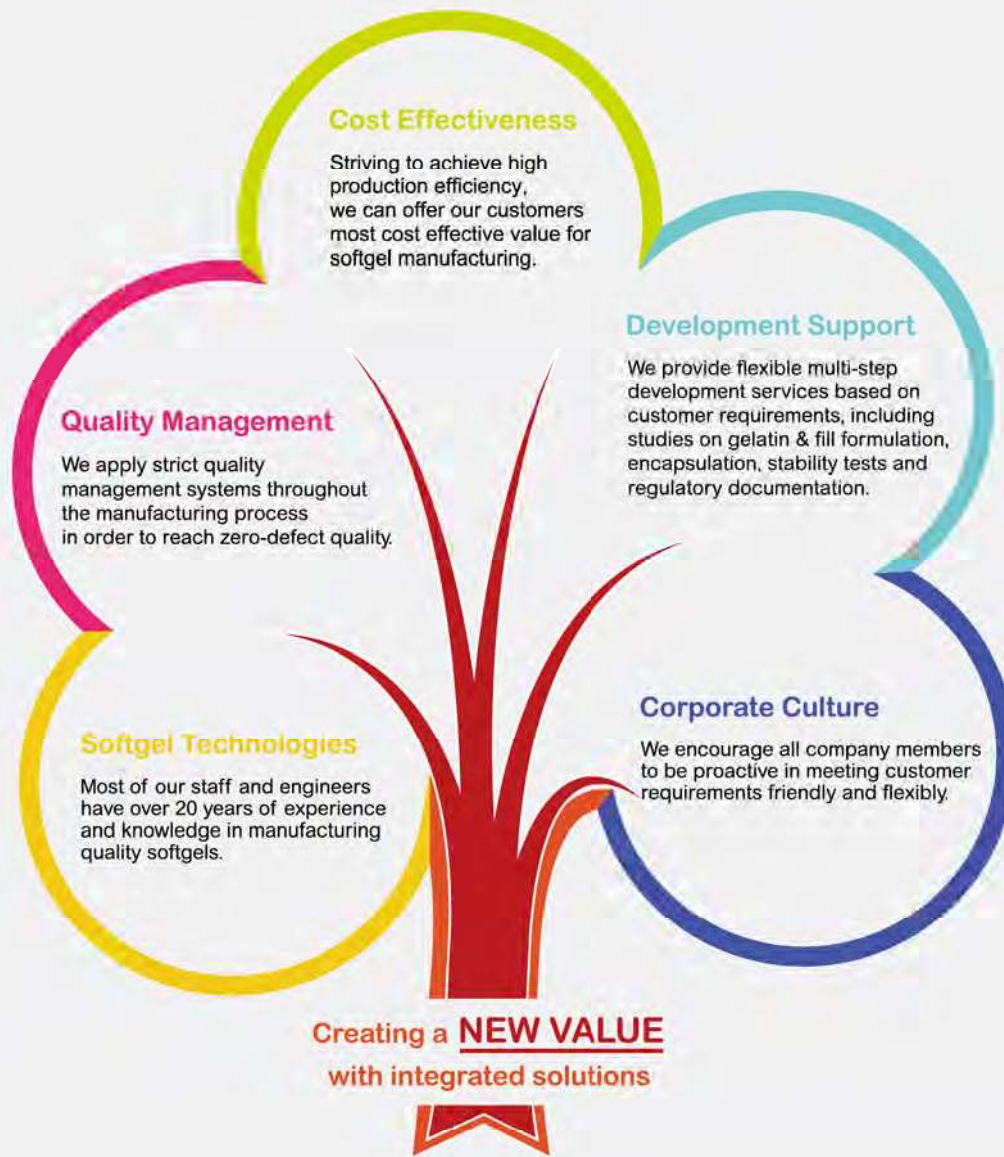 Cost Effectiveness
Striving to achieve high
production efficiency,
we can offer our customers
most cost effective value for
softgel manufacturing.
Development Support
We provide flexible multi-step
development services based on
customer requirements, including
studies on gelatin & fill formulation,
encapsulation, stability tests and
regulatory documentation.
Quality Management
We apply strict quality
management systems throughout
the manufacturing process
in order to reach zero-defect quality.
Corporate Culture
We encourage all company members
to be proactive in meeting customer
requirements friendly and flexibly.
Softgel Technologies
Most of our staff and engineers
have over 20 years of experience
and knowledge in manufacturing
quality softgels.
Creating a NEW VALUE
with integrated solutions